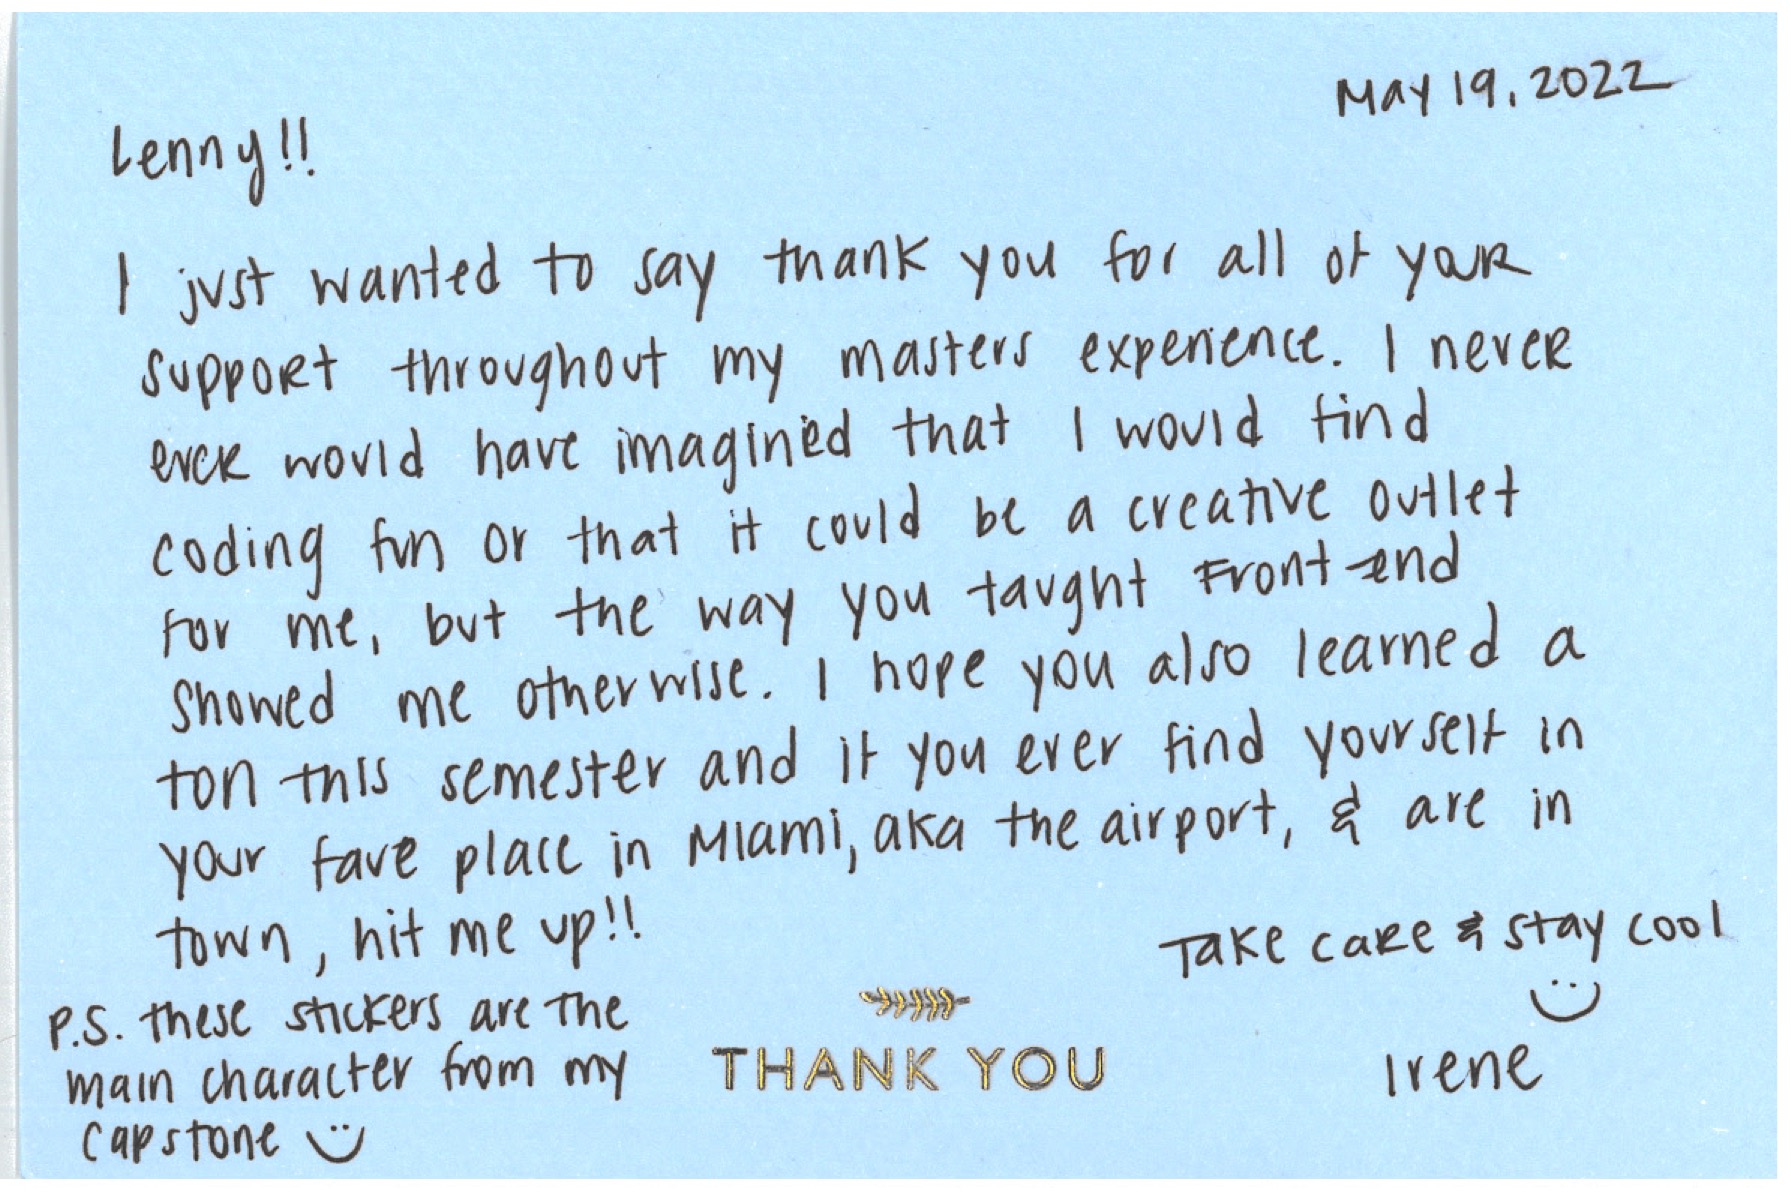 May 19, 2022
Lenny!!
I just wanted to say thank you for all of your
support throughout my masters experience. I never
ever would have imagined that I would find
coding fun or that it could be a creative outlet
for me, but the way you taught Front-end
showed me otherwise. I hope you also learned a
ton this semester and if you ever find yourself in
your fave place in Miami, aka the airport, & are in
town, hit me up!!
Take care & stay cool
Irene
P.S. these stickers are the
main character from my
capstone
THANK YOU